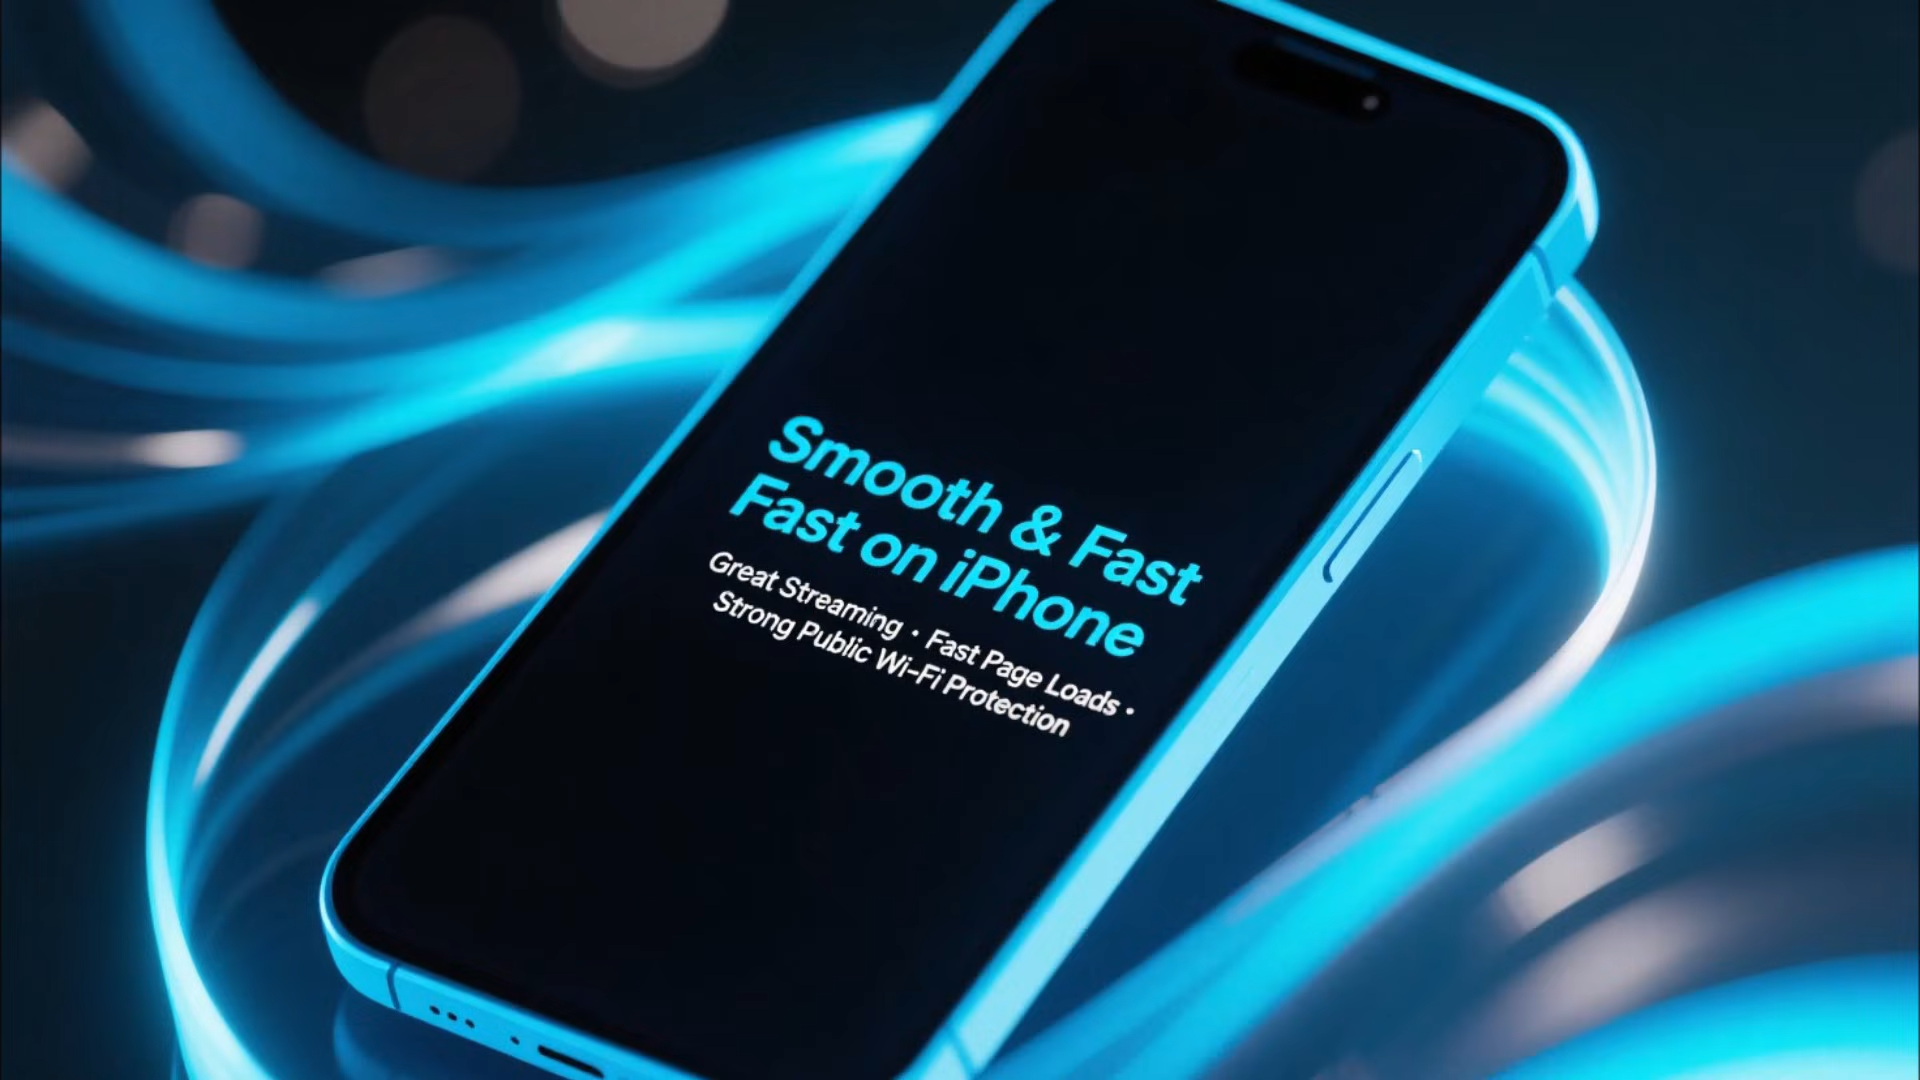 Smooth & Fast
Fast on iPhone
Great Streaming · Fast Page Loads ·
Strong Public Wi-Fi Protection